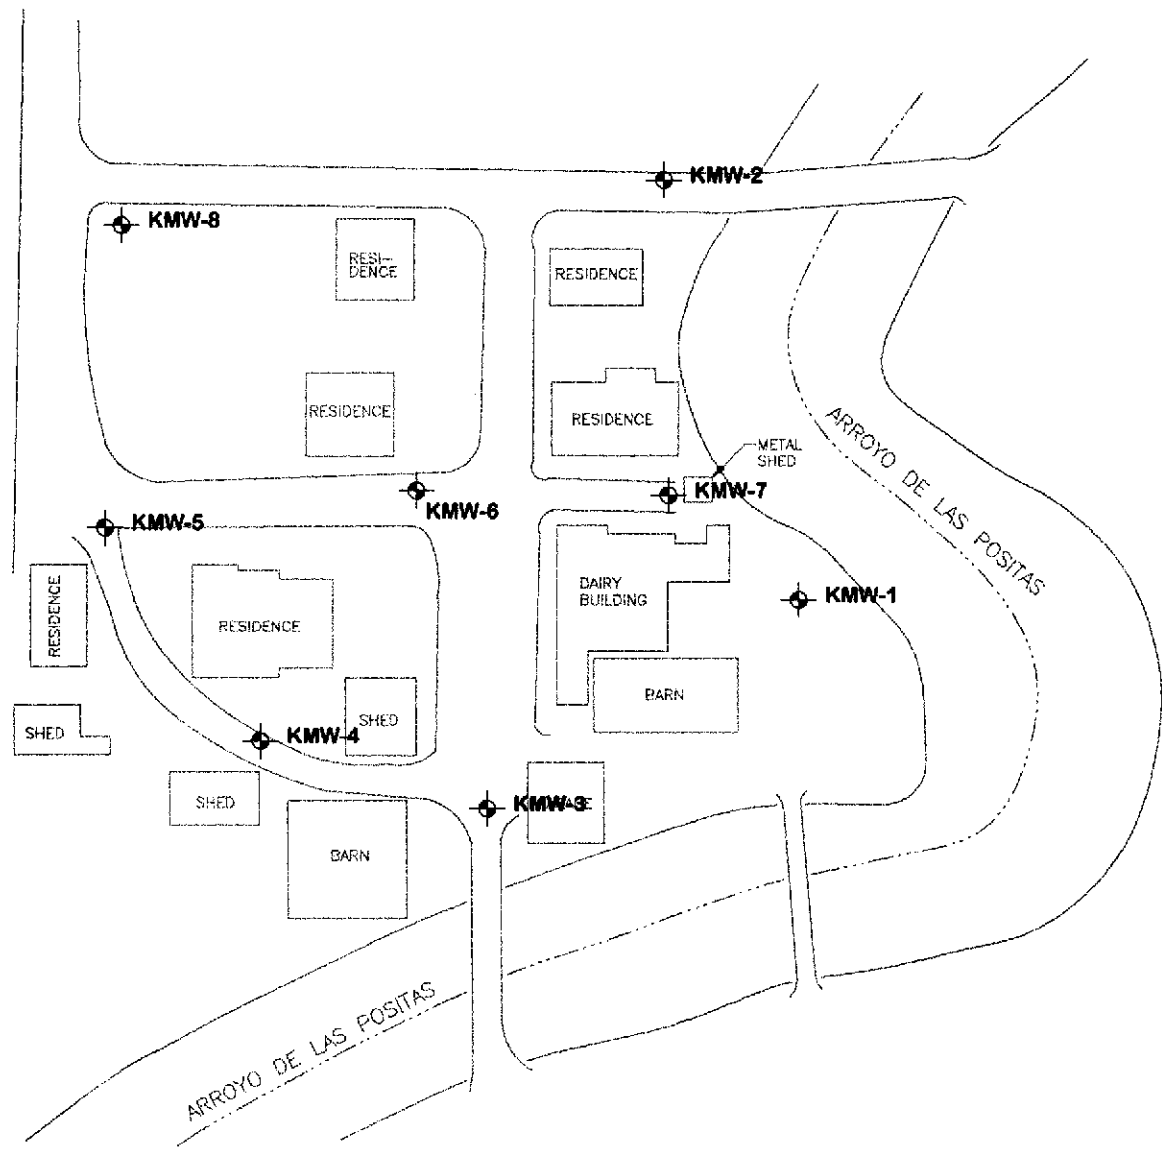 KMW-2
KMW-8
RESI-
DENCE
RESIDENCE
RESIDENCE
RESIDENCE
METAL
SHED
ARROYO DE LAS POSITAS
KMW-7
KMW-6
KMW-5
RESIDENCE
RESIDENCE
DAIRY
BUILDING
KMW-1
BARN
SHED
SHED
KMW-4
KMW-3
SHED
BARN
ARROYO DE LAS POSITAS